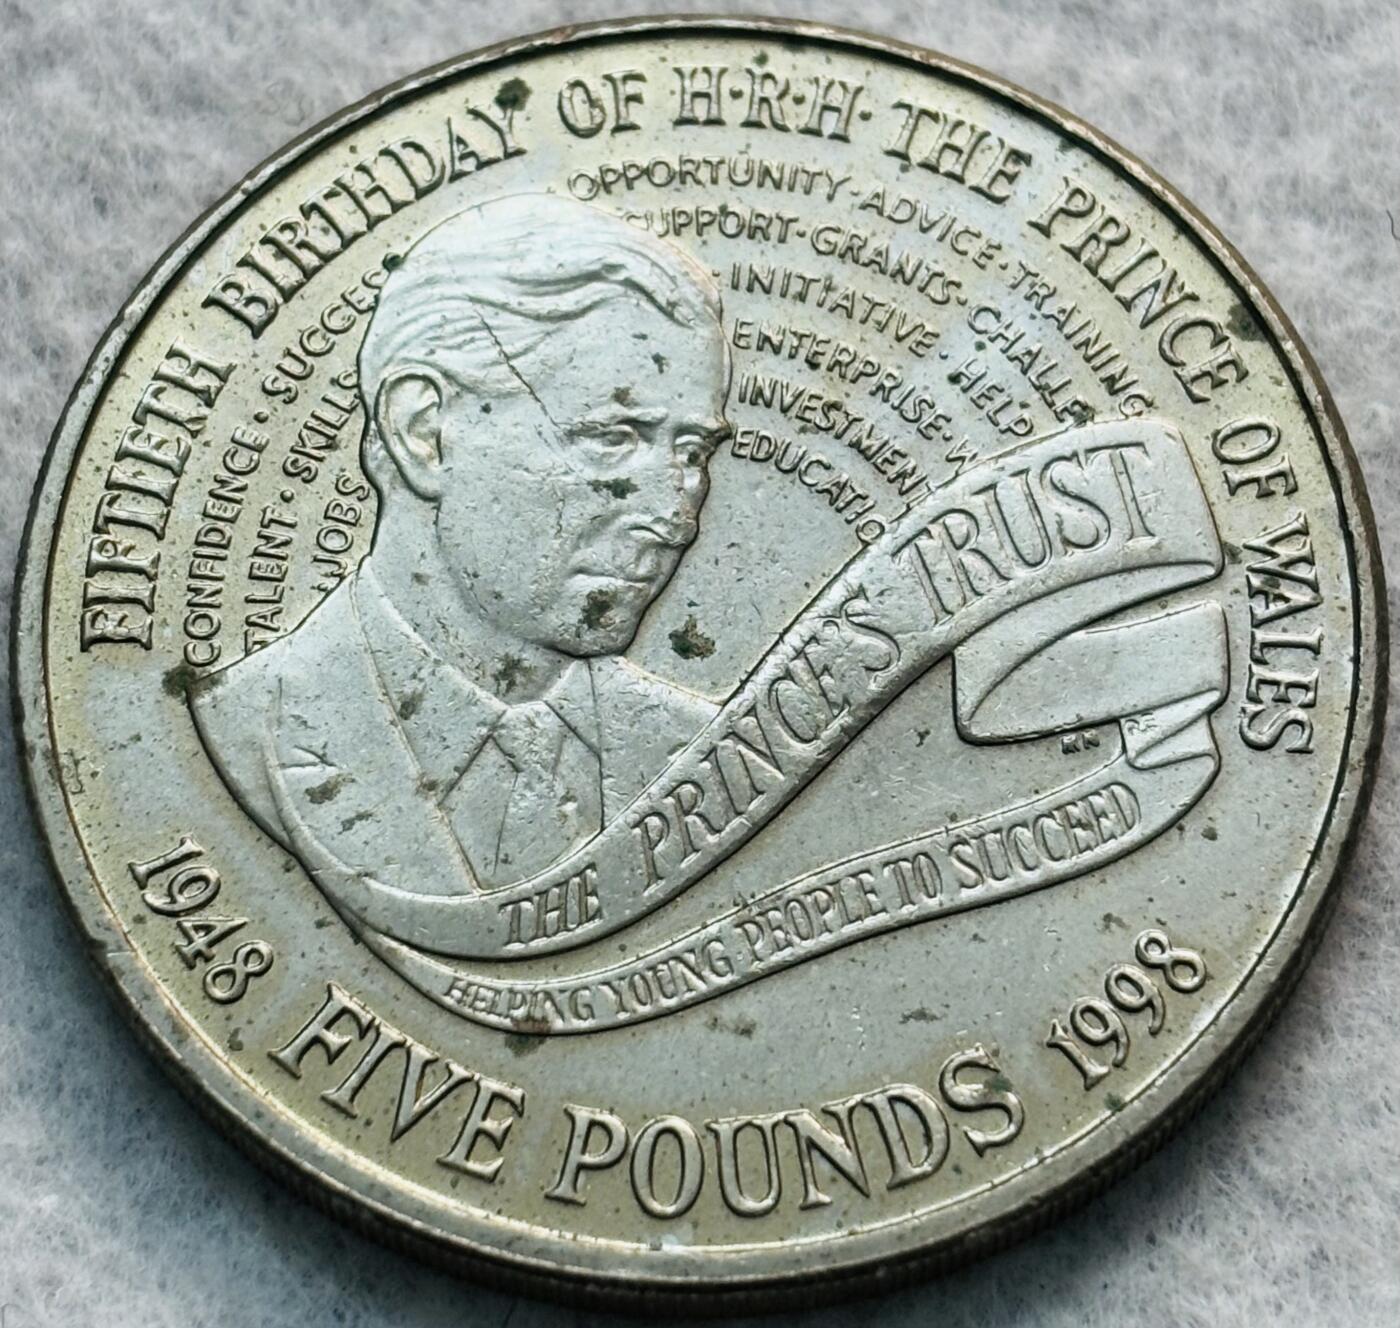 FIFTIETH BIRTHDAY OF H·R·H· THE PRINCE OF WALES
OPPORTUNITY·ADVICE·TRAINING
SUPPORT·GRANTS·CHALLE
·INITIATIVE·HELP
ENTERPRISE·W
INVESTMENT
EDUCATIO
CONFIDENCE·SUCCES
TALENT·SKILLS
JOBS
THE PRINCE'S TRUST
HELPING YOUNG PEOPLE TO SUCCEED
1948 FIVE POUNDS 1998